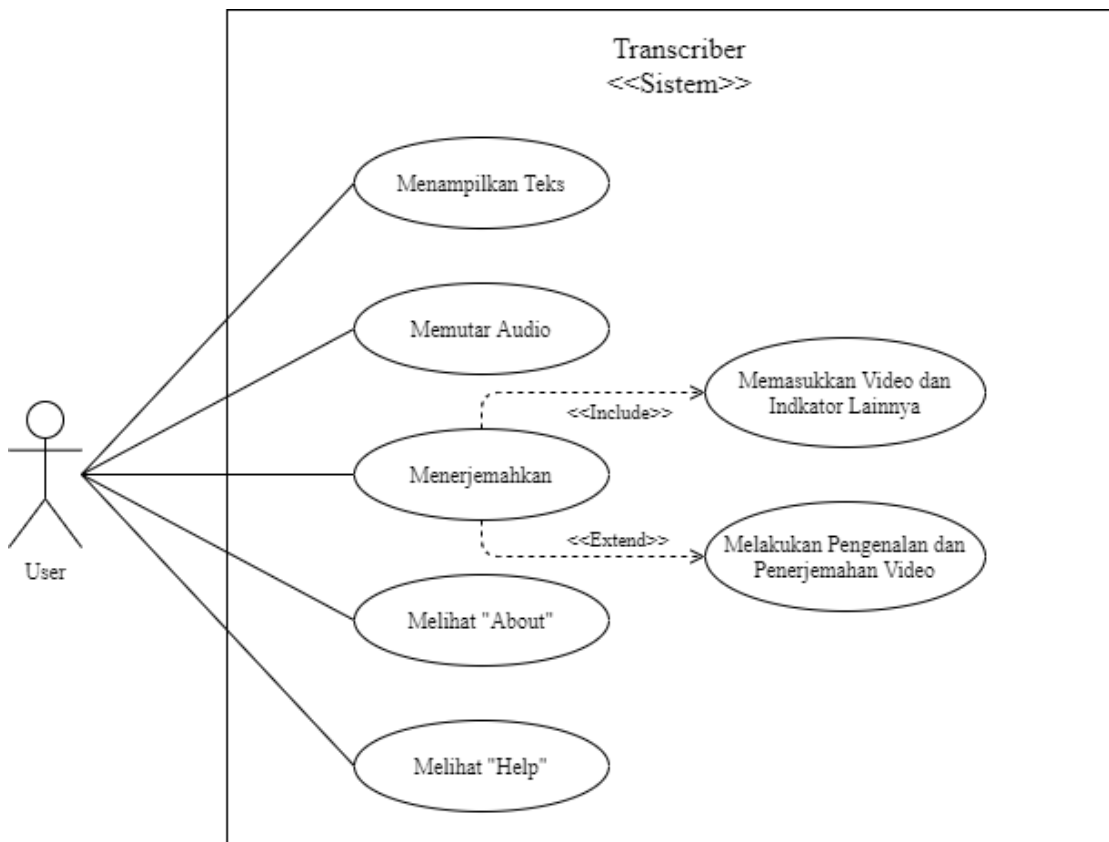 Transcriber
<<Sistem>>
Menampilkan Teks
Memutar Audio
Memasukkan Video dan
Indkator Lainnya
<<Include>>
Menerjemahkan
<<Extend>>
Melakukan Pengenalan dan
Penerjemahan Video
User
Melihat "About"
Melihat "Help"